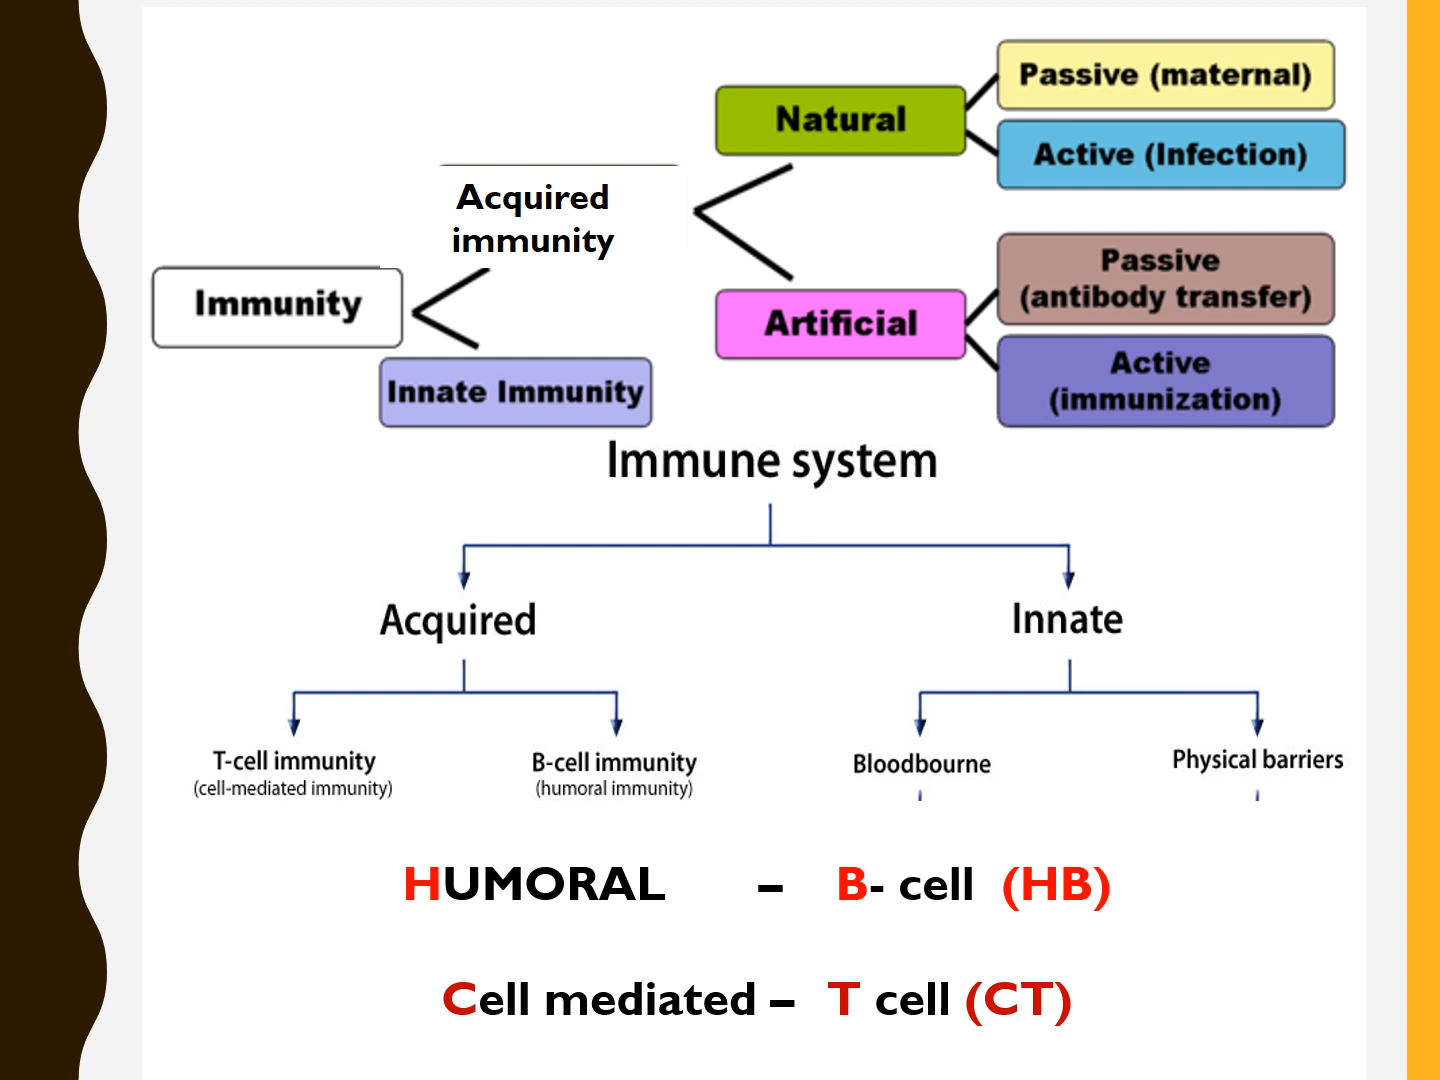 Passive (maternal)
Natural
Active (Infection)
Acquired
immunity
Passive
(antibody transfer)
Immunity
Artificial
Active
(immunization)
Innate Immunity
Immune system
Acquired
Innate
T-cell immunity
(cell-mediated immunity)
B-cell immunity
(humoral immunity)
Bloodbourne
Physical barriers
HUMORAL – B- cell (HB)
Cell mediated – T cell (CT)